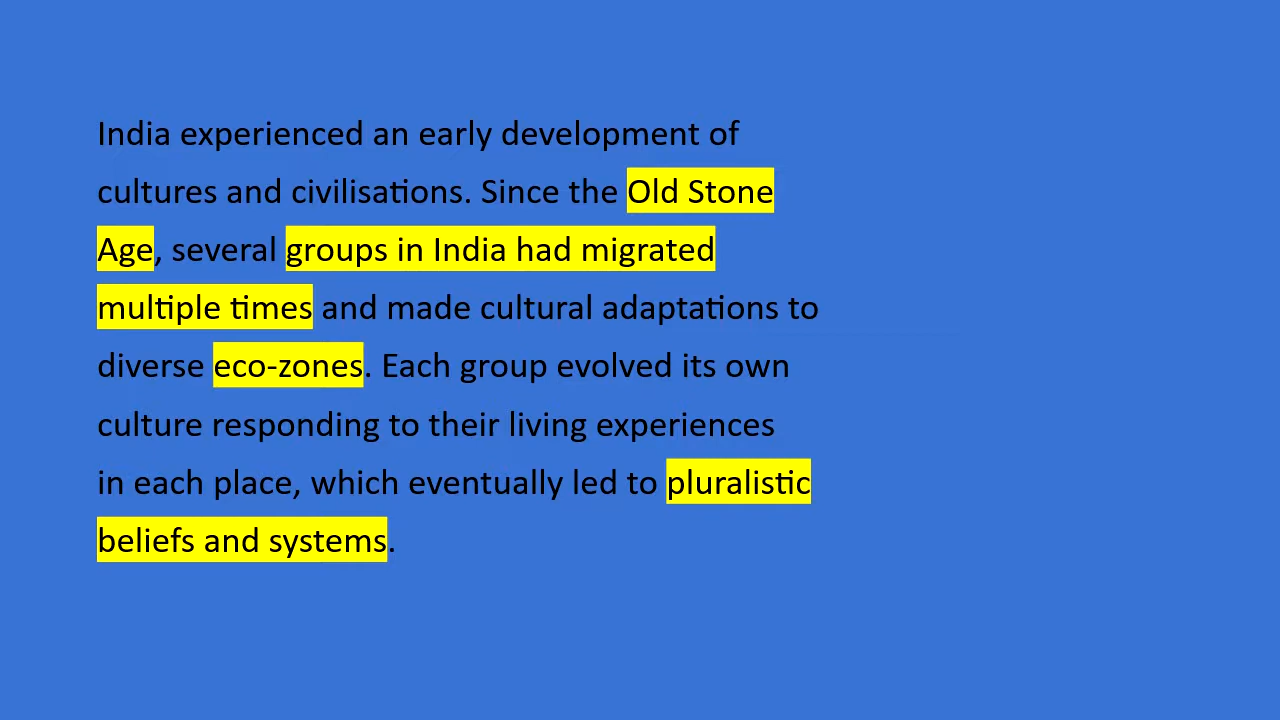 India experienced an early development of
cultures and civilisations. Since the Old Stone
Age, several groups in India had migrated
multiple times and made cultural adaptations to
diverse eco-zones. Each group evolved its own
culture responding to their living experiences
in each place, which eventually led to pluralistic
beliefs and systems.